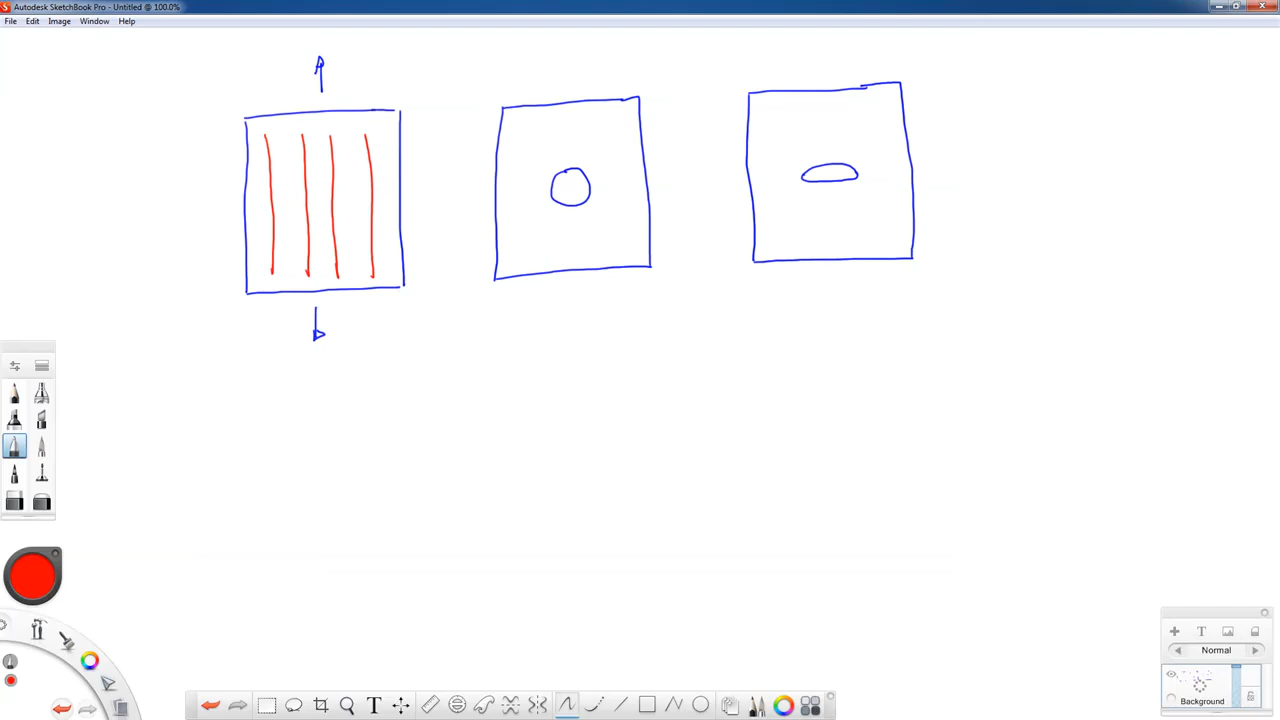 Autodesk SketchBook Pro - Untitled @ 100.0%
File Edit Image Window Help
Normal
Background